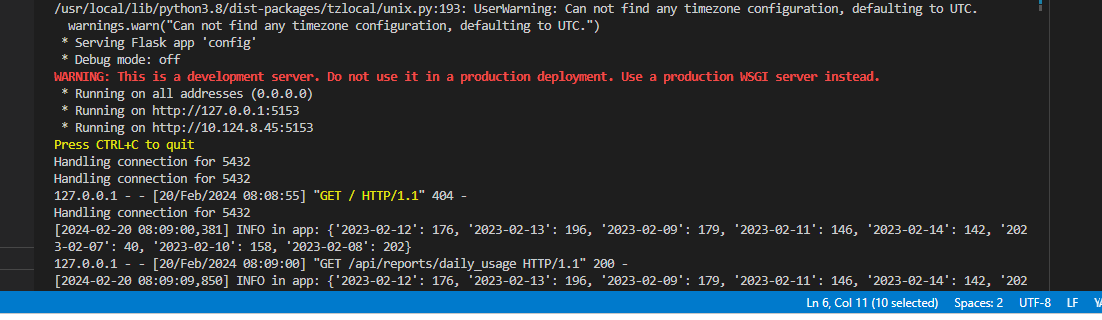 /usr/local/lib/python3.8/dist-packages/tzlocal/unix.py:193: UserWarning: Can not find any timezone configuration, defaulting to UTC.
  warnings.warn("Can not find any timezone configuration, defaulting to UTC.")
 * Serving Flask app 'config'
 * Debug mode: off
WARNING: This is a development server. Do not use it in a production deployment. Use a production WSGI server instead.
 * Running on all addresses (0.0.0.0)
 * Running on http://127.0.0.1:5153
 * Running on http://10.124.8.45:5153
Press CTRL+C to quit
Handling connection for 5432
Handling connection for 5432
127.0.0.1 - - [20/Feb/2024 08:08:55] "GET / HTTP/1.1" 404 -
Handling connection for 5432
[2024-02-20 08:09:00,381] INFO in app: {'2023-02-12': 176, '2023-02-13': 196, '2023-02-09': 179, '2023-02-11': 146, '2023-02-14': 142, '202
3-02-07': 40, '2023-02-10': 158, '2023-02-08': 202}
127.0.0.1 - - [20/Feb/2024 08:09:00] "GET /api/reports/daily_usage HTTP/1.1" 200 -
[2024-02-20 08:09:09,850] INFO in app: {'2023-02-12': 176, '2023-02-13': 196, '2023-02-09': 179, '2023-02-11': 146, '2023-02-14': 142, '202
Ln 6, Col 11 (10 selected) Spaces: 2 UTF-8 LF